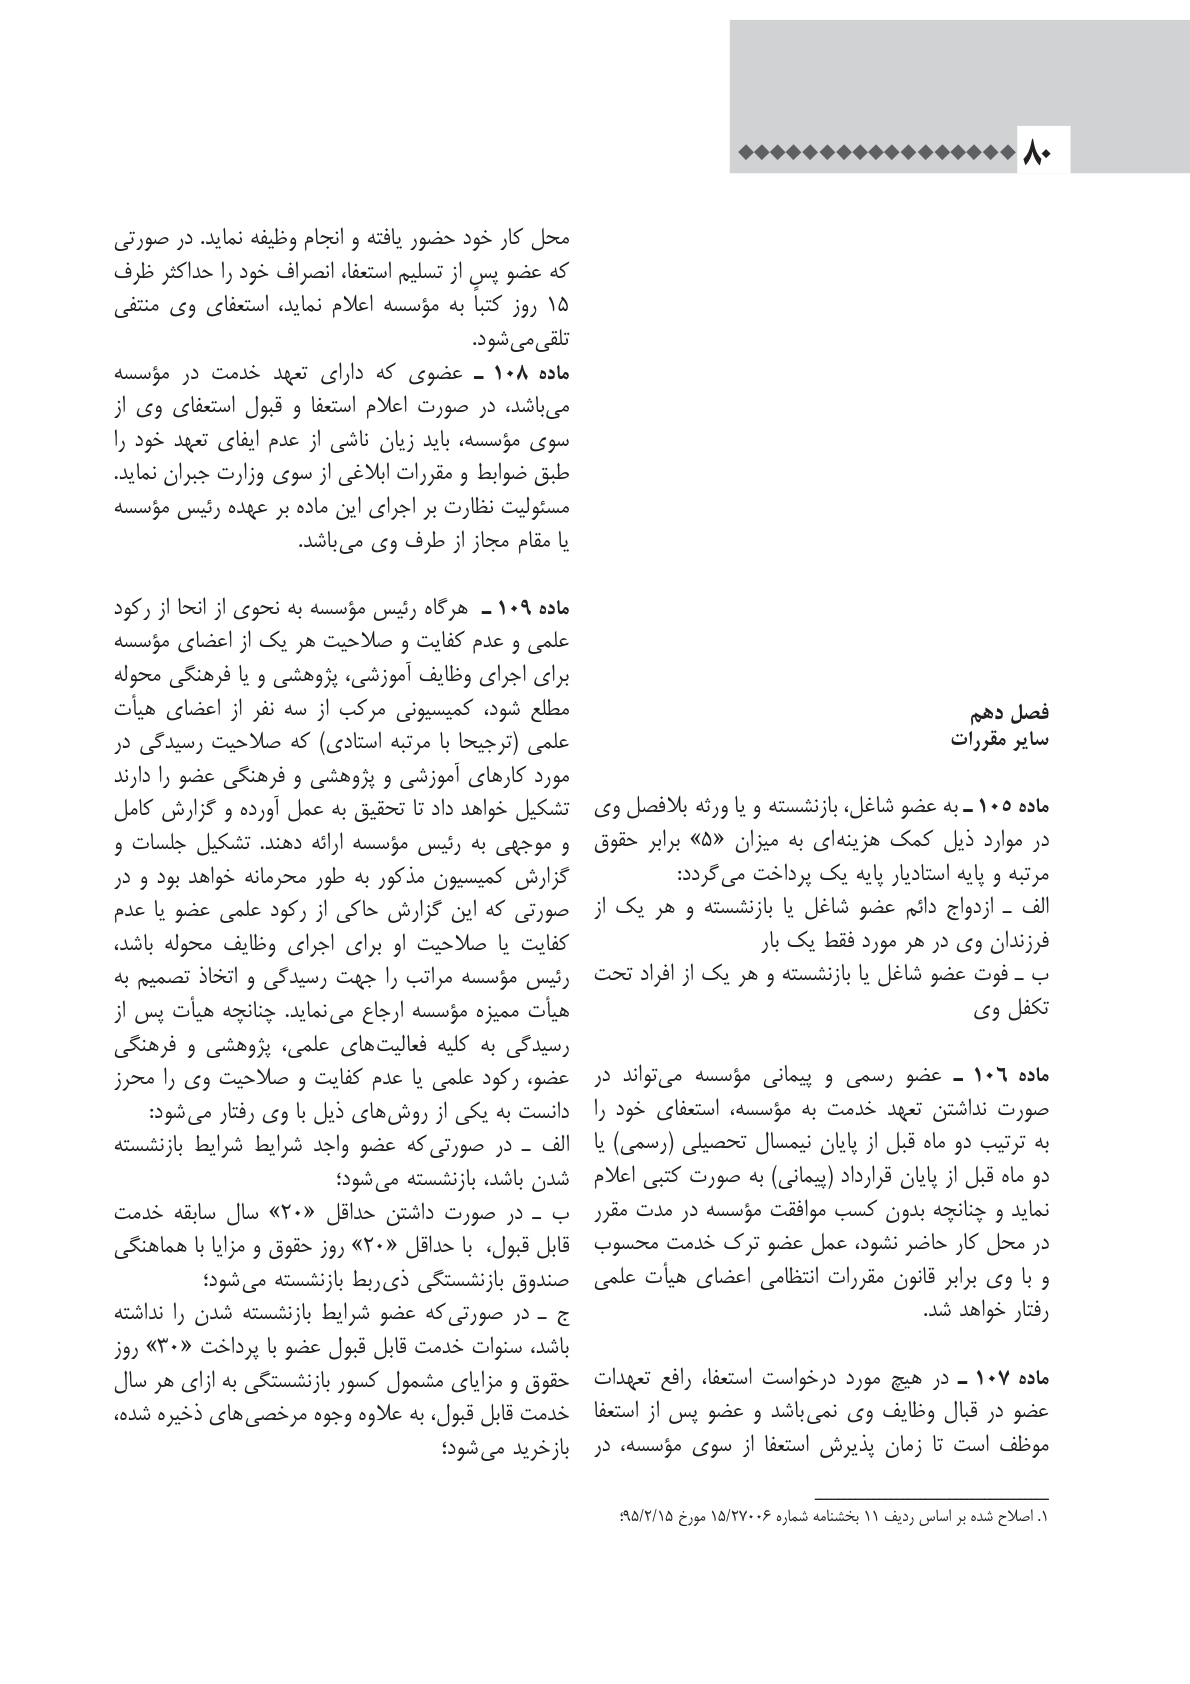 ۸۰
فصل دهم
سایر مقررات
ماده ۱۰۵ ـ به عضو شاغل، بازنشسته و یا ورثه بلافصل وی
در موارد ذیل کمک هزینه‌ای به میزان «۵» برابر حقوق
مرتبه و پایه استادیار پایه یک پرداخت می‌گردد:
الف ـ ازدواج دائم عضو شاغل یا بازنشسته و هر یک از
فرزندان وی در هر مورد فقط یک بار
ب ـ فوت عضو شاغل یا بازنشسته و هر یک از افراد تحت
تکفل وی
ماده ۱۰۶ ـ عضو رسمی و پیمانی مؤسسه می‌تواند در
صورت نداشتن تعهد خدمت به مؤسسه، استعفای خود را
به ترتیب دو ماه قبل از پایان نیمسال تحصیلی (رسمی) یا
دو ماه قبل از پایان قرارداد (پیمانی) به صورت کتبی اعلام
نماید و چنانچه بدون کسب موافقت مؤسسه در مدت مقرر
در محل کار حاضر نشود، عمل عضو ترک خدمت محسوب
و با وی برابر قانون مقررات انتظامی اعضای هیأت علمی
رفتار خواهد شد.
ماده ۱۰۷ ـ در هیچ مورد درخواست استعفا، رافع تعهدات
عضو در قبال وظایف وی نمی‌باشد و عضو پس از استعفا
موظف است تا زمان پذیرش استعفا از سوی مؤسسه، در
محل کار خود حضور یافته و انجام وظیفه نماید. در صورتی
که عضو پس از تسلیم استعفا، انصراف خود را حداکثر ظرف
۱۵ روز کتباً به مؤسسه اعلام نماید، استعفای وی منتفی
تلقی‌می‌شود.
ماده ۱۰۸ ـ عضوی که دارای تعهد خدمت در مؤسسه
می‌باشد، در صورت اعلام استعفا و قبول استعفای وی از
سوی مؤسسه، باید زیان ناشی از عدم ایفای تعهد خود را
طبق ضوابط و مقررات ابلاغی از سوی وزارت جبران نماید.
مسئولیت نظارت بر اجرای این ماده بر عهده رئیس مؤسسه
یا مقام مجاز از طرف وی می‌باشد.
ماده ۱۰۹ ـ هرگاه رئیس مؤسسه به نحوی از انحا از رکود
علمی و عدم کفایت و صلاحیت هر یک از اعضای مؤسسه
برای اجرای وظایف آموزشی، پژوهشی و یا فرهنگی محوله
مطلع شود، کمیسیونی مرکب از سه نفر از اعضای هیأت
علمی (ترجیحا با مرتبه استادی) که صلاحیت رسیدگی در
مورد کارهای آموزشی و پژوهشی و فرهنگی عضو را دارند
تشکیل خواهد داد تا تحقیق به عمل آورده و گزارش کامل
و موجهی به رئیس مؤسسه ارائه دهند. تشکیل جلسات و
گزارش کمیسیون مذکور به طور محرمانه خواهد بود و در
صورتی که این گزارش حاکی از رکود علمی عضو یا عدم
کفایت یا صلاحیت او برای اجرای وظایف محوله باشد،
رئیس مؤسسه مراتب را جهت رسیدگی و اتخاذ تصمیم به
هیأت ممیزه مؤسسه ارجاع می‌نماید. چنانچه هیأت پس از
رسیدگی به کلیه فعالیت‌های علمی، پژوهشی و فرهنگی
عضو، رکود علمی یا عدم کفایت و صلاحیت وی را محرز
دانست به یکی از روش‌های ذیل با وی رفتار می‌شود:
الف ـ در صورتی‌که عضو واجد شرایط شرایط بازنشسته
شدن باشد، بازنشسته می‌شود؛
ب ـ در صورت داشتن حداقل «۲۰» سال سابقه خدمت
قابل قبول، با حداقل «۲۰» روز حقوق و مزایا با هماهنگی
صندوق بازنشستگی ذی‌ربط بازنشسته می‌شود؛
ج ـ در صورتی‌که عضو شرایط بازنشسته شدن را نداشته
باشد، سنوات خدمت قابل قبول عضو با پرداخت «۳۰» روز
حقوق و مزایای مشمول کسور بازنشستگی به ازای هر سال
خدمت قابل قبول، به علاوه وجوه مرخصی‌های ذخیره شده،
بازخرید می‌شود؛
۱. اصلاح شده بر اساس ردیف ۱۱ بخشنامه شماره ۱۵/۲۷۰۰۶ مورخ ۹۵/۲/۱۵؛